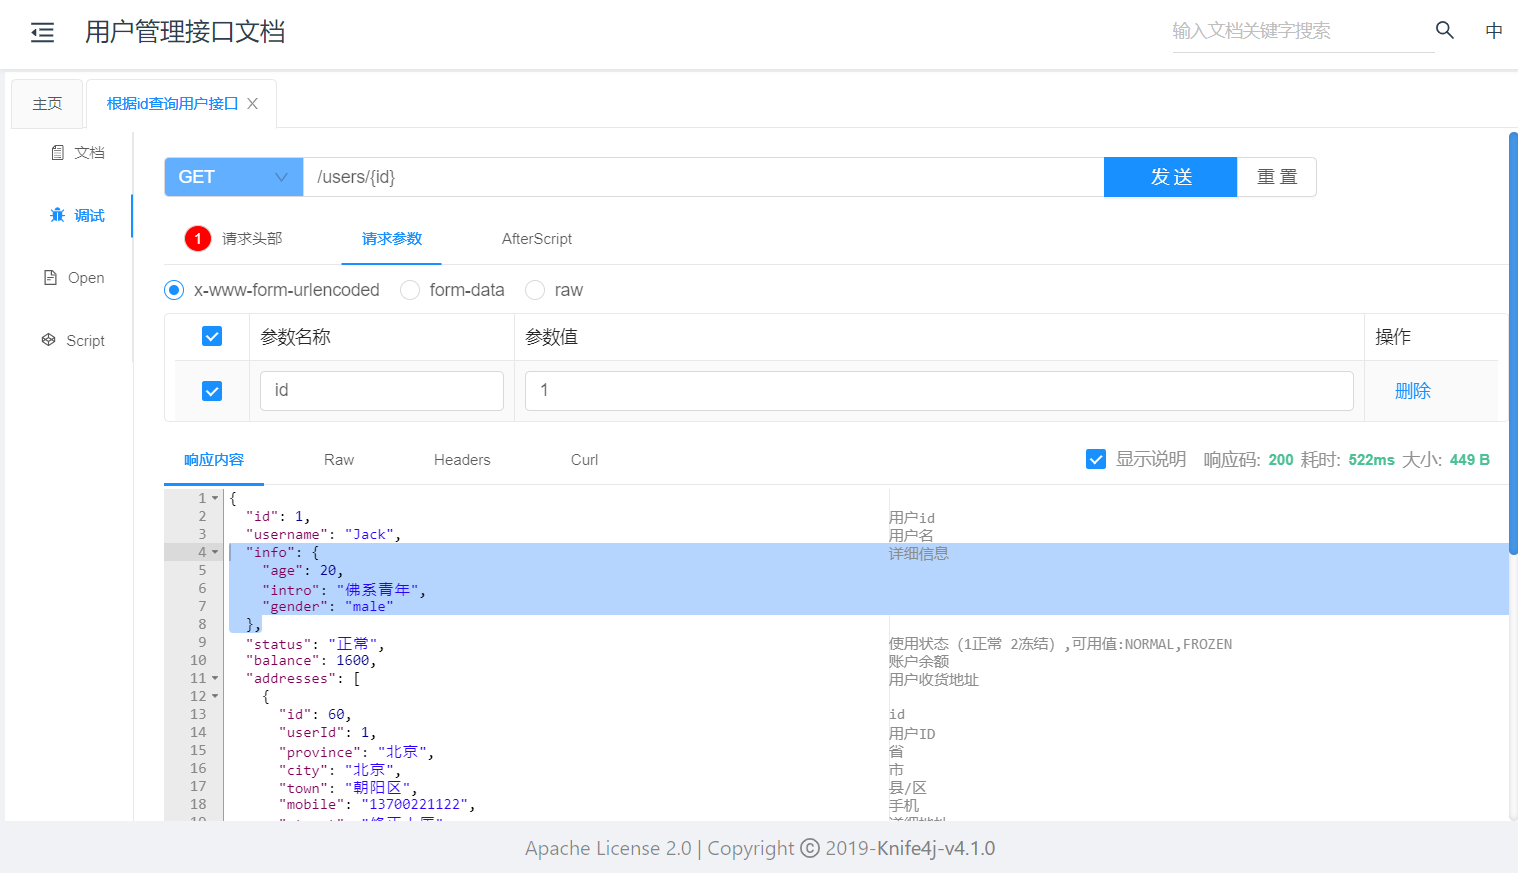 用户管理接口文档
输入文档关键字搜索
中
主页
根据id查询用户接口
文档
调试
Open
Script
GET
/users/{id}
发 送
重 置
1 请求头部
请求参数
AfterScript
x-www-form-urlencoded
form-data
raw
参数名称
参数值
操作
id
1
删除
响应内容
Raw
Headers
Curl
显示说明 响应码: 200 耗时: 522ms 大小: 449 B
1 {
2 "id": 1, 用户id
3 "username": "Jack", 用户名
4 "info": { 详细信息
5 "age": 20,
6 "intro": "佛系青年",
7 "gender": "male"
8 },
9 "status": "正常", 使用状态 (1正常 2冻结) ,可用值:NORMAL,FROZEN
10 "balance": 1600, 账户余额
11 "addresses": [ 用户收货地址
12 {
13 "id": 60, id
14 "userId": 1, 用户ID
15 "province": "北京", 省
16 "city": "北京", 市
17 "town": "朝阳区", 县/区
18 "mobile": "13700221122", 手机
Apache License 2.0 | Copyright © 2019-Knife4j-v4.1.0